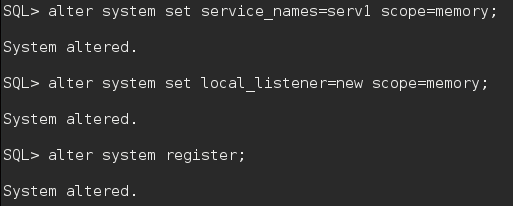 SQL> alter system set service_names=serv1 scope=memory;
System altered.
SQL> alter system set local_listener=new scope=memory;
System altered.
SQL> alter system register;
System altered.